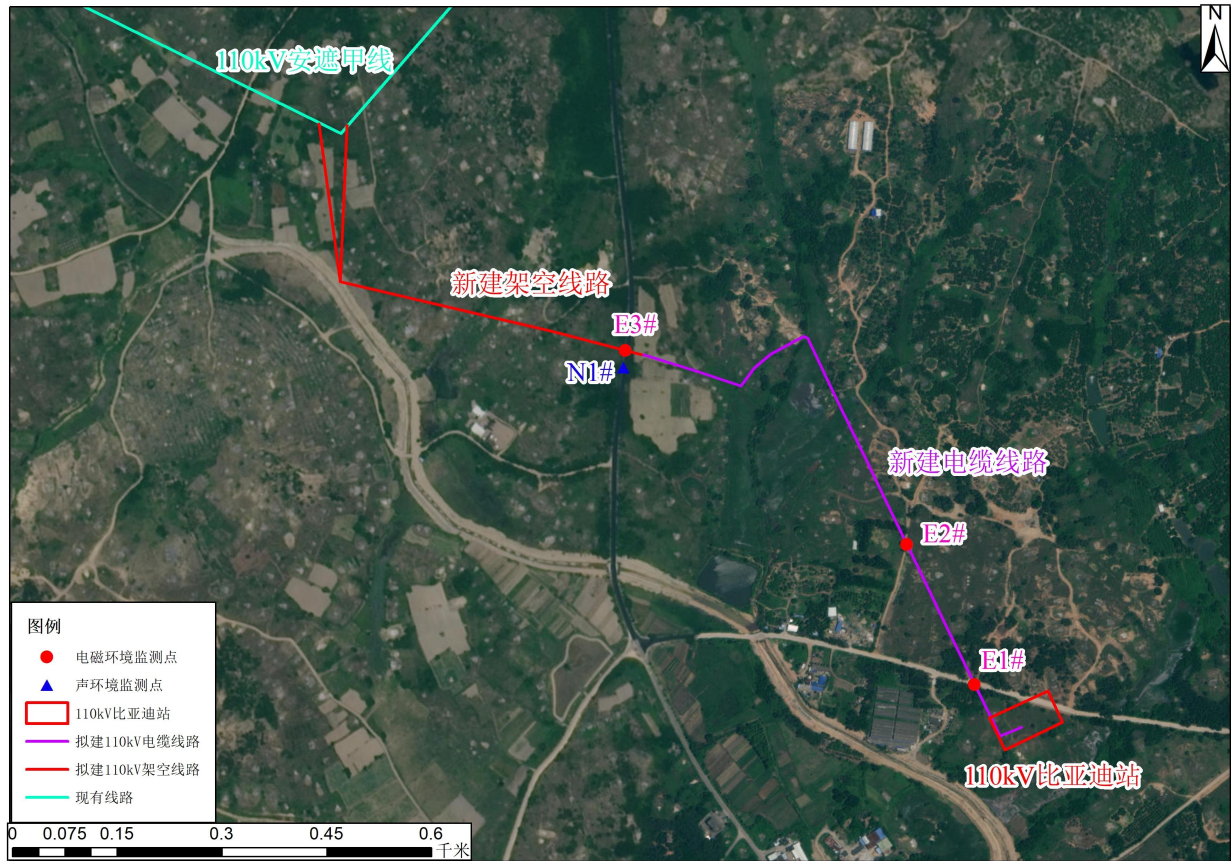 N
110kV安遮甲线
新建架空线路
E3#
N1#
新建电缆线路
E2#
E1#
110kV比亚迪站
图例
电磁环境监测点
声环境监测点
110kV比亚迪站
拟建110kV电缆线路
拟建110kV架空线路
现有线路
0 0.075 0.15 0.3 0.45 0.6
千米